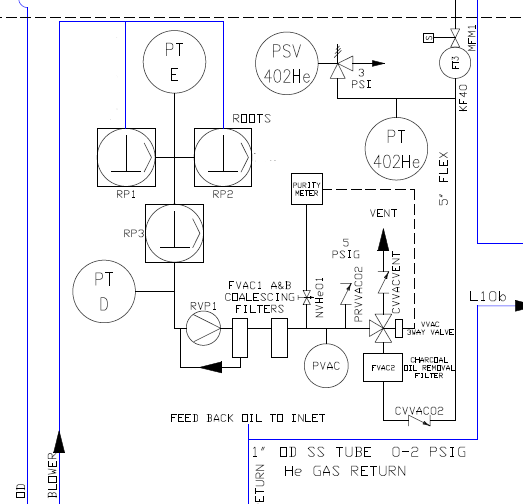 PT
E
PSV
402He
3
PSI
S
MFM1
FT3
KF40
ROOTS
PT
402He
RP1
RP2
5" FLEX
PURITY
METER
VENT
RP3
5
PSIG
PT
D
FVAC1 A&B
COALESCING
FILTERS
NVHe01
PRVVAC02
CVVACVENT
L10b
RVP1
VVAC
3WAY VALVE
PVAC
FVAC2
CHARCOAL
OIL REMOVAL
FILTER
CVVAC02
FEED BACK OIL TO INLET
1" OD SS TUBE 0-2 PSIG
He GAS RETURN
OD
BLOWER
ETURN